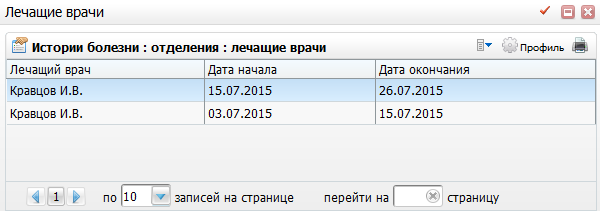 Лечащие врачи
Истории болезни : отделения : лечащие врачи Профиль
Лечащий врач Дата начала Дата окончания
Кравцов И.В. 15.07.2015 26.07.2015
Кравцов И.В. 03.07.2015 15.07.2015
1 по 10 записей на странице перейти на страницу